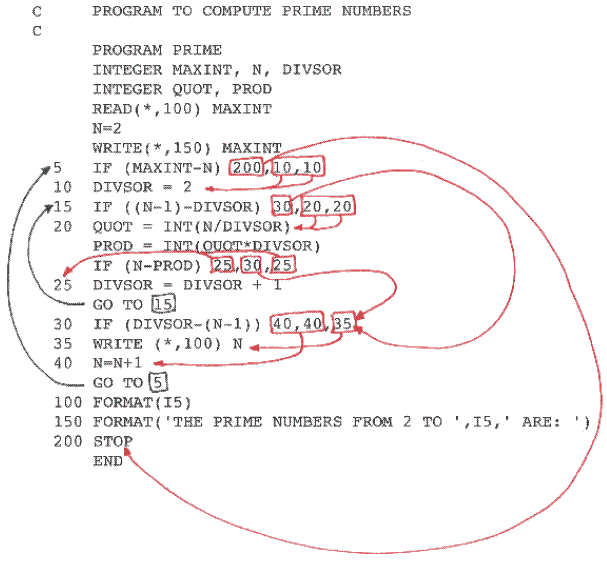 C PROGRAM TO COMPUTE PRIME NUMBERS
C
PROGRAM PRIME
INTEGER MAXINT, N, DIVSOR
INTEGER QUOT, PROD
READ(*,100) MAXINT
N=2
WRITE(*,150) MAXINT
5 IF (MAXINT-N) 200,10,10
10 DIVSOR = 2
15 IF ((N-1)-DIVSOR) 30,20,20
20 QUOT = INT(N/DIVSOR)
PROD = INT(QUOT*DIVSOR)
IF (N-PROD) 25,30,25
25 DIVSOR = DIVSOR + 1
GO TO 15
30 IF (DIVSOR-(N-1)) 40,40,35
35 WRITE (*,100) N
40 N=N+1
GO TO 5
100 FORMAT(I5)
150 FORMAT('THE PRIME NUMBERS FROM 2 TO ',I5,' ARE: ')
200 STOP
END